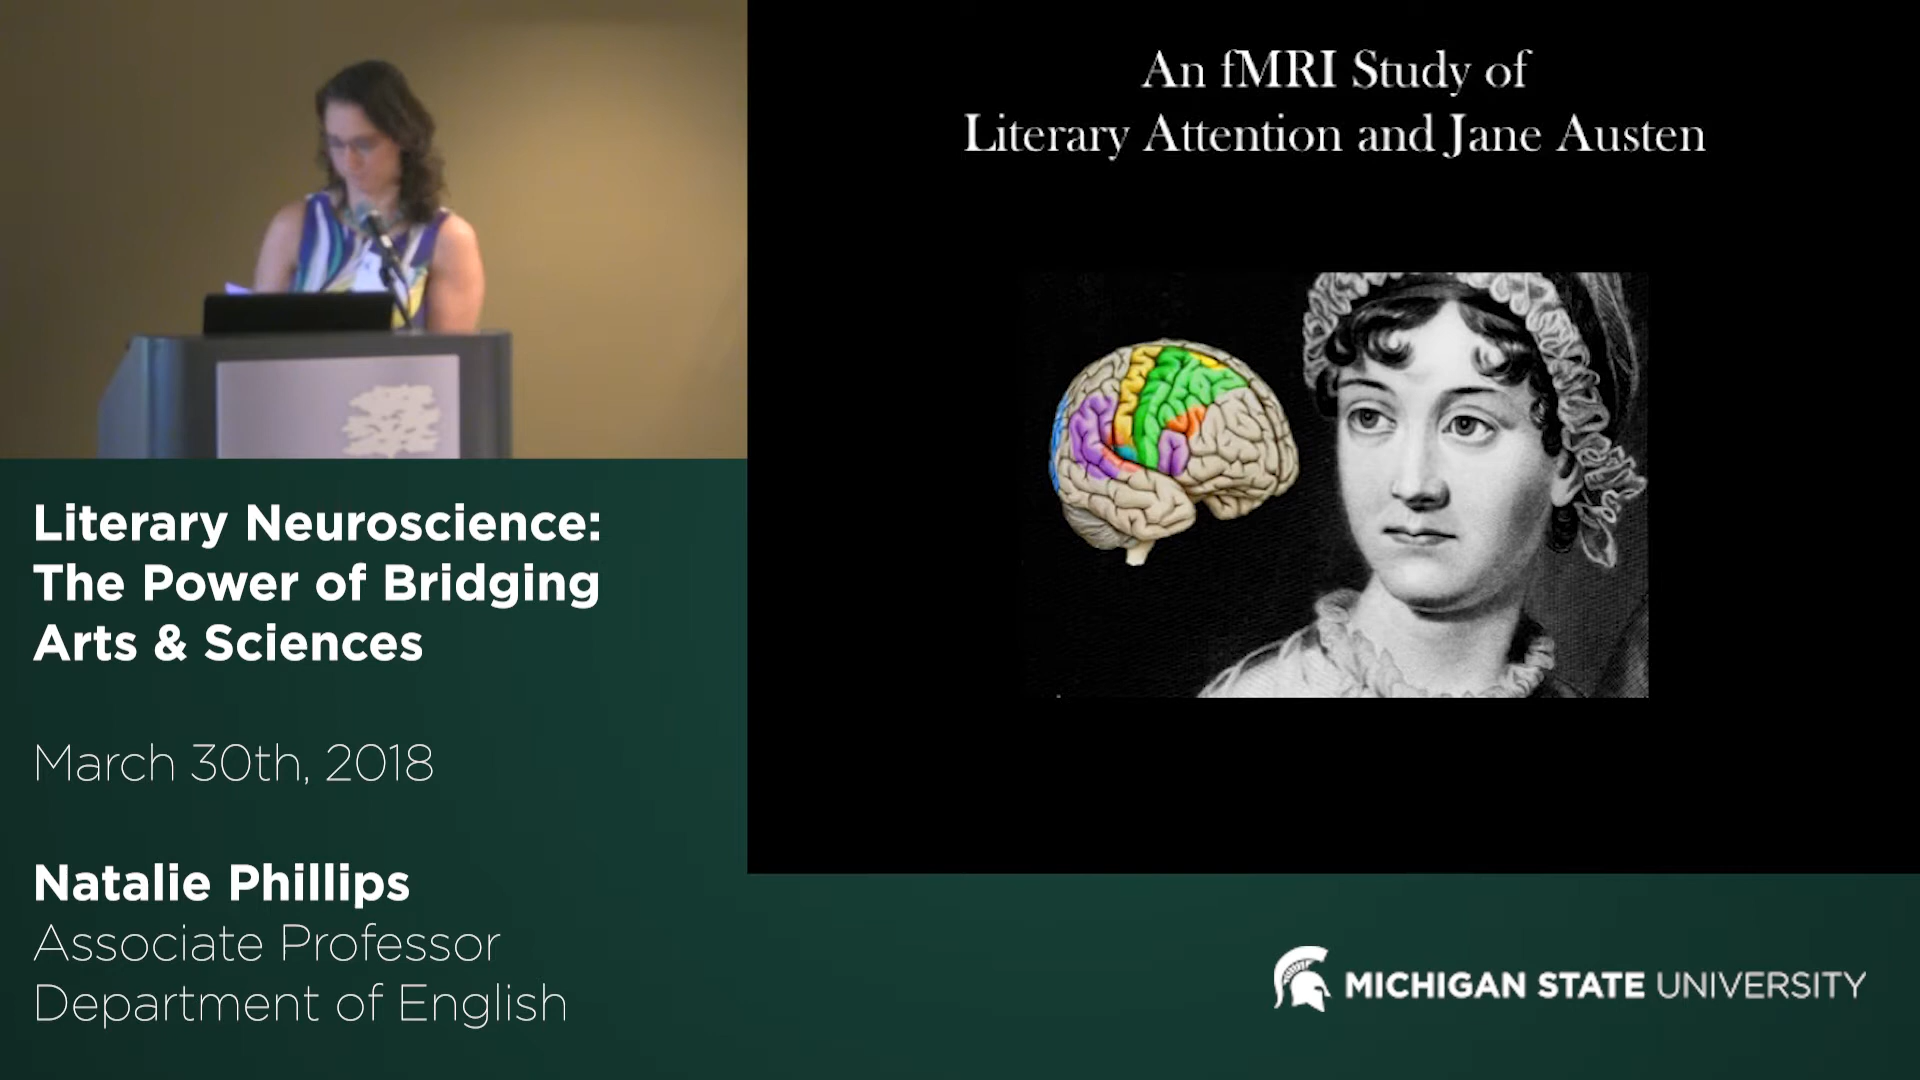 An fMRI Study of
Literary Attention and Jane Austen
Literary Neuroscience:
The Power of Bridging
Arts & Sciences
March 30th, 2018
Natalie Phillips
Associate Professor
Department of English
MICHIGAN STATE UNIVERSITY